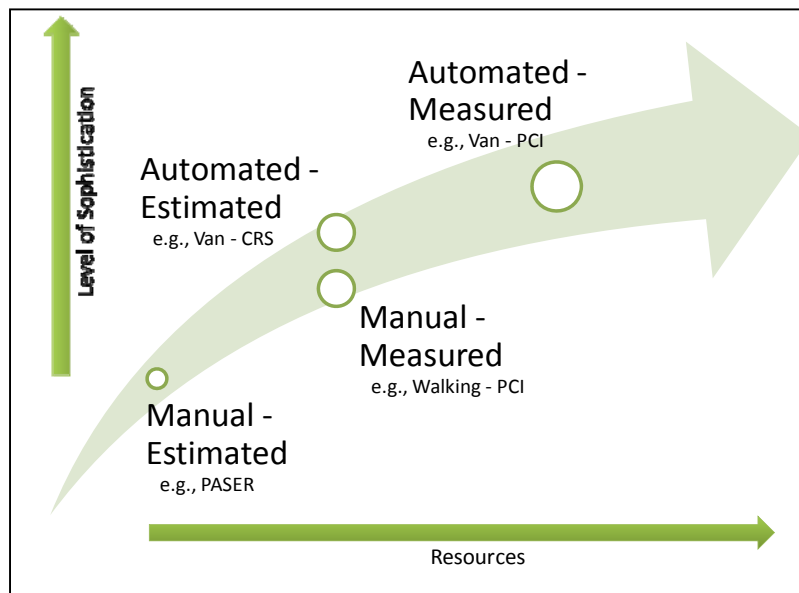 Automated -
Measured
e.g., Van - PCI
Automated -
Estimated
e.g., Van - CRS
Level of Sophistication
Manual -
Measured
e.g., Walking - PCI
Manual -
Estimated
e.g., PASER
Resources